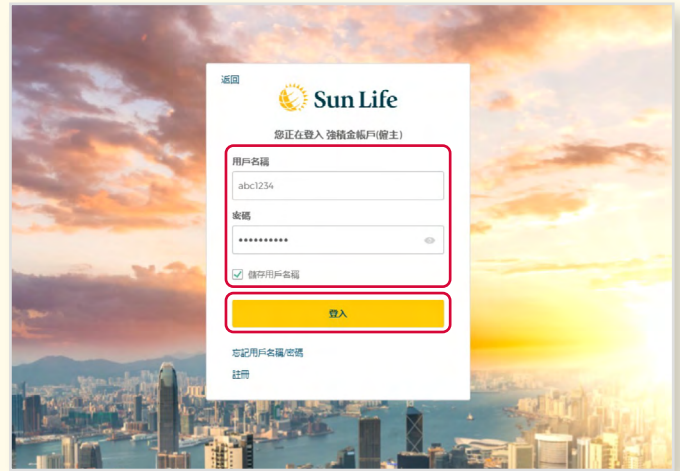 返回
Sun Life
您正在登入 強積金帳戶(僱主)
用戶名稱
abc1234
密碼
••••••••••
儲存用戶名稱
登入
忘記用戶名稱/密碼
註冊